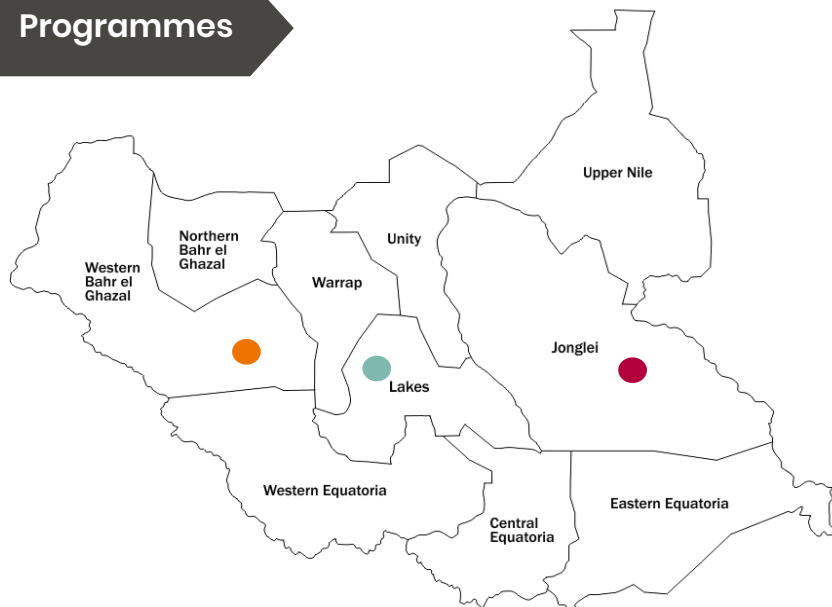 Programmes
Upper Nile
Northern
Bahr el
Ghazal
Unity
Western
Bahr el
Ghazal
Warrap
Jonglei
Lakes
Western Equatoria
Eastern Equatoria
Central
Equatoria